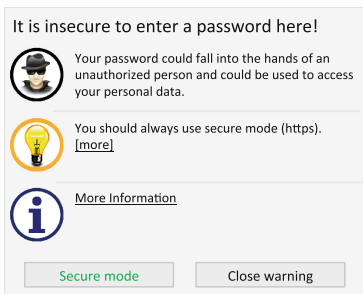 It is insecure to enter a password here!
Your password could fall into the hands of an
unauthorized person and could be used to access
your personal data.
You should always use secure mode (https).
[more]
More Information
Secure mode
Close warning